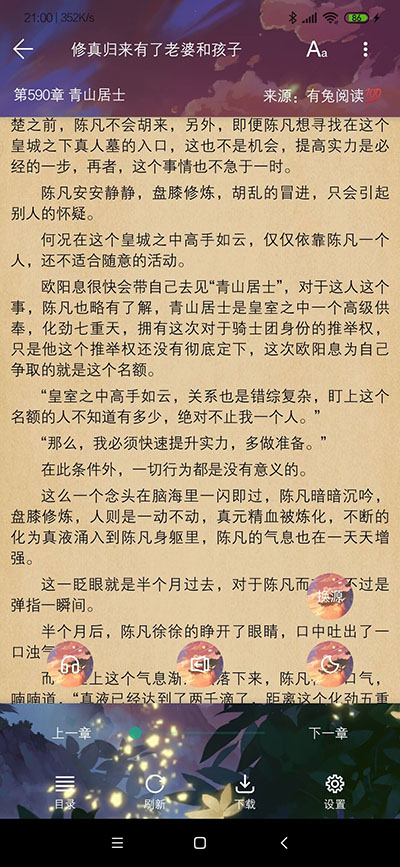 21:00 | 352K/s
86
修真归来有了老婆和孩子
Aa
第590章 青山居士
来源：有兔阅读💯
楚之前，陈凡不会胡来，另外，即便陈凡想寻找在这个
皇城之下真人墓的入口，这也不是机会，提高实力是必
经的一步，再者，这个事情也不急于一时。
陈凡安安静静，盘膝修炼，胡乱的冒进，只会引起
别人的怀疑。
何况在这个皇城之中高手如云，仅仅依靠陈凡一个
人，还不适合随意的活动。
欧阳息很快会带自己去见“青山居士”，对于这人这个
事，陈凡也略有了解，青山居士是皇室之中一个高级供
奉，化劲七重天，拥有这次对于骑士团身份的推举权，
只是他这个推举权还没有彻底定下，这次欧阳息为自己
争取的就是这个名额。
“皇室之中高手如云，关系也是错综复杂，盯上这个
名额的人不知道有多少，绝对不止我一个人。”
“那么，我必须快速提升实力，多做准备。”
在此条件外，一切行为都是没有意义的。
这么一个念头在脑海里一闪即过，陈凡暗暗沉吟，
盘膝修炼，人则是一动不动，真元精血被炼化，不断的
化为真液涌入到陈凡身躯里，陈凡的气息也在一天天增
强。
这一眨眼就是半个月过去，对于陈凡而 不过是
弹指一瞬间。
换源
半个月后，陈凡徐徐的睁开了眼睛，口中吐出了一
口浊气
而 上这个气息渐 落下来，陈凡 口气，
喃喃道，“真液已经达到了两千滴了，距离这个化劲五重
上一章
下一章
目录
刷新
下载
设置